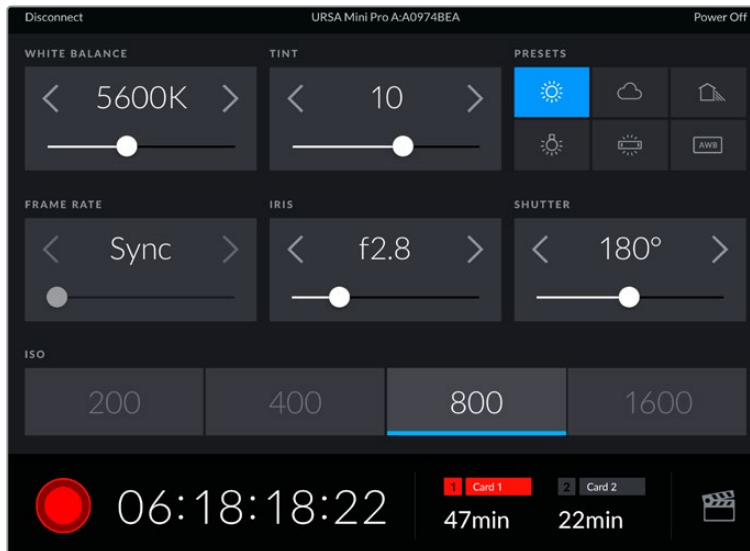 Disconnect URSA Mini Pro A:A0974BEA Power Off
WHITE BALANCE TINT PRESETS
5600K 10
AWB
FRAME RATE IRIS SHUTTER
Sync f2.8 180°
ISO
200 400 800 1600
06:18:18:22
1 Card 1 2 Card 2
47min 22min